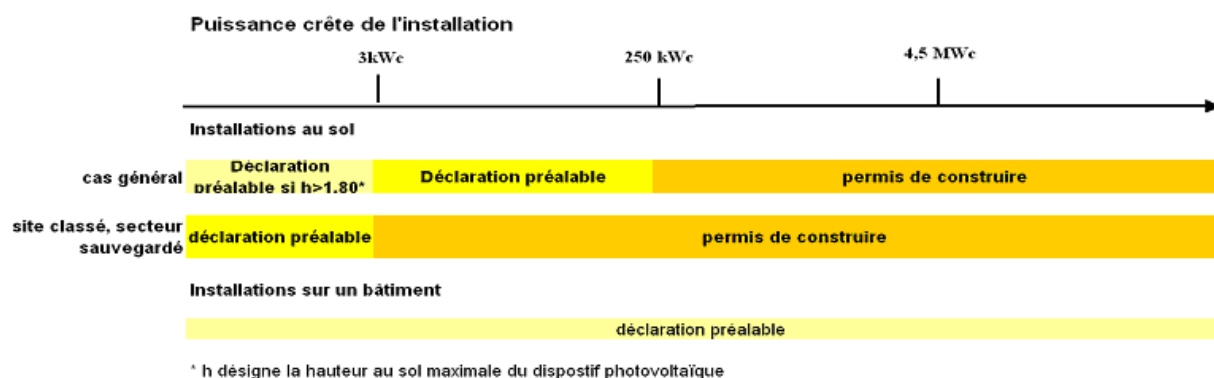 Puissance crête de l'installation
3kWc 250 kWc 4,5 MWc
Installations au sol
cas général
Déclaration
préalable si h>1.80*
Déclaration préalable
permis de construire
site classé, secteur
sauvegardé
déclaration préalable
permis de construire
Installations sur un bâtiment
déclaration préalable
* h désigne la hauteur au sol maximale du dispostif photovoltaïque